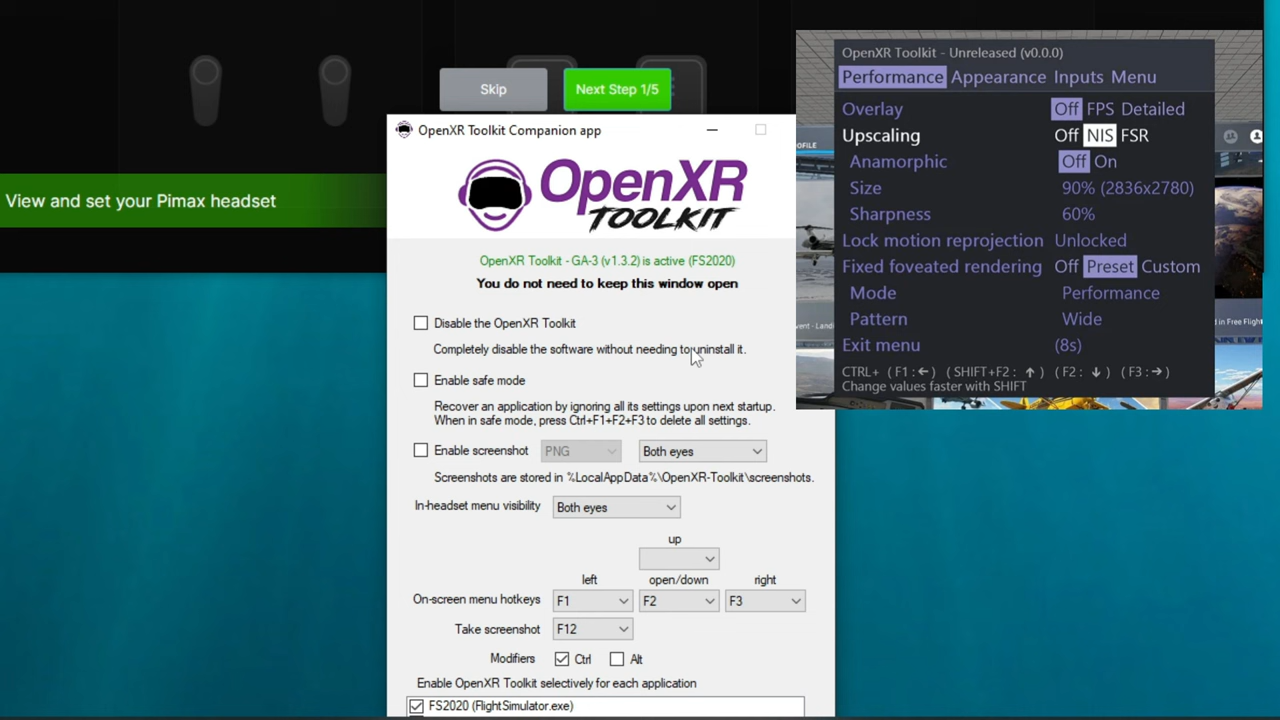 Skip
Next Step 1/5
View and set your Pimax headset
OpenXR Toolkit Companion app
OpenXR
TOOLKIT
OpenXR Toolkit - GA-3 (v1.3.2) is active (FS2020)
You do not need to keep this window open
Disable the OpenXR Toolkit
Completely disable the software without needing to uninstall it.
Enable safe mode
Recover an application by ignoring all its settings upon next startup.
When in safe mode, press Ctrl+F1+F2+F3 to delete all settings.
Enable screenshot PNG Both eyes
Screenshots are stored in %LocalAppData%\OpenXR-Toolkit\screenshots.
In-headset menu visibility Both eyes
up
left open/down right
On-screen menu hotkeys F1 F2 F3
Take screenshot F12
Modifiers Ctrl Alt
Enable OpenXR Toolkit selectively for each application
FS2020 (FlightSimulator.exe)
OpenXR Toolkit - Unreleased (v0.0.0)
Performance Appearance Inputs Menu
Overlay Off FPS Detailed
Upscaling Off NIS FSR
Anamorphic Off On
Size 90% (2836x2780)
Sharpness 60%
Lock motion reprojection Unlocked
Fixed foveated rendering Off Preset Custom
Mode Performance
Pattern Wide
Exit menu (8s)
CTRL+ ( F1 : ← ) ( SHIFT+F2 : ↑ ) ( F2 : ↓ ) ( F3 : → )
Change values faster with SHIFT
OFILE
vent - Land
d in Free Flight